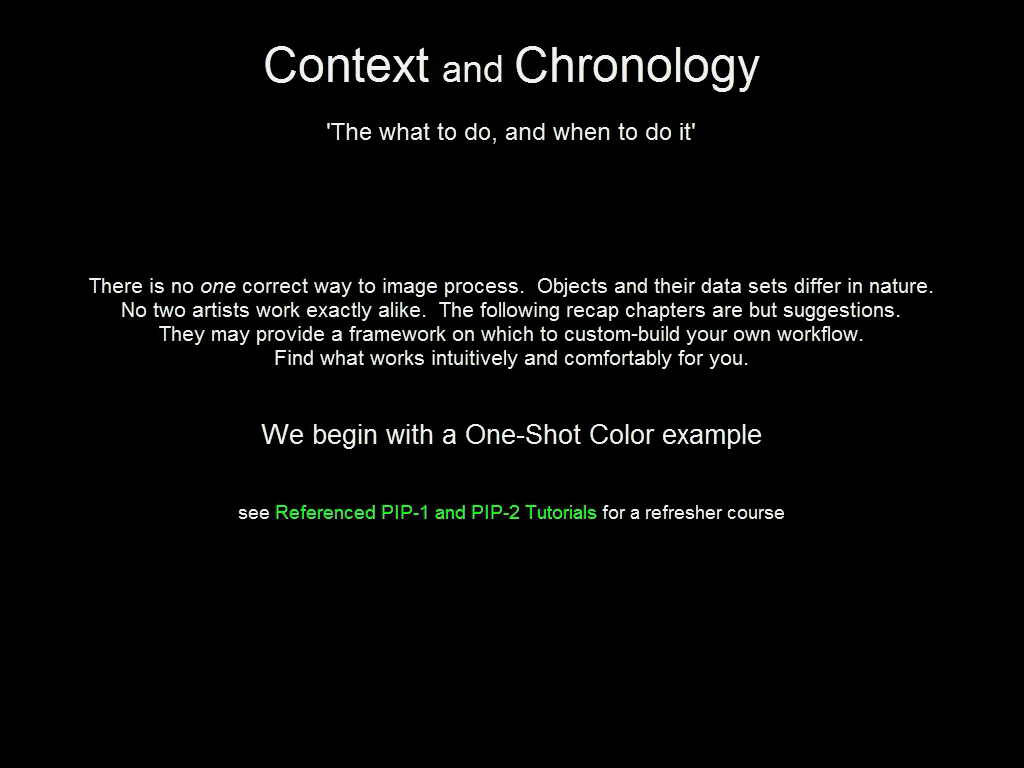 Context and Chronology
'The what to do, and when to do it'
There is no one correct way to image process.  Objects and their data sets differ in nature.
No two artists work exactly alike.  The following recap chapters are but suggestions.
They may provide a framework on which to custom-build your own workflow.
Find what works intuitively and comfortably for you.
We begin with a One-Shot Color example
see Referenced PIP-1 and PIP-2 Tutorials for a refresher course